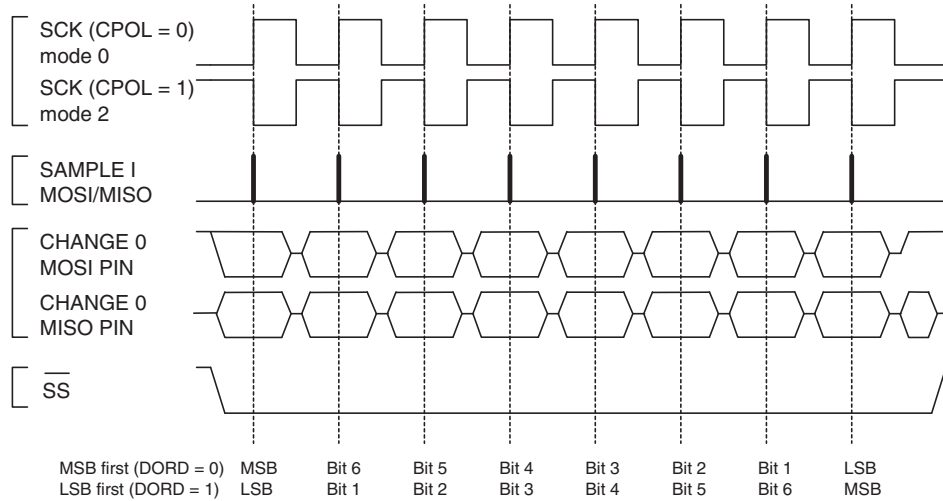 SCK (CPOL = 0)
mode 0
SCK (CPOL = 1)
mode 2
SAMPLE I
MOSI/MISO
CHANGE 0
MOSI PIN
CHANGE 0
MISO PIN
SS
MSB first (DORD = 0) MSB Bit 6 Bit 5 Bit 4 Bit 3 Bit 2 Bit 1 LSB
LSB first (DORD = 1) LSB Bit 1 Bit 2 Bit 3 Bit 4 Bit 5 Bit 6 MSB